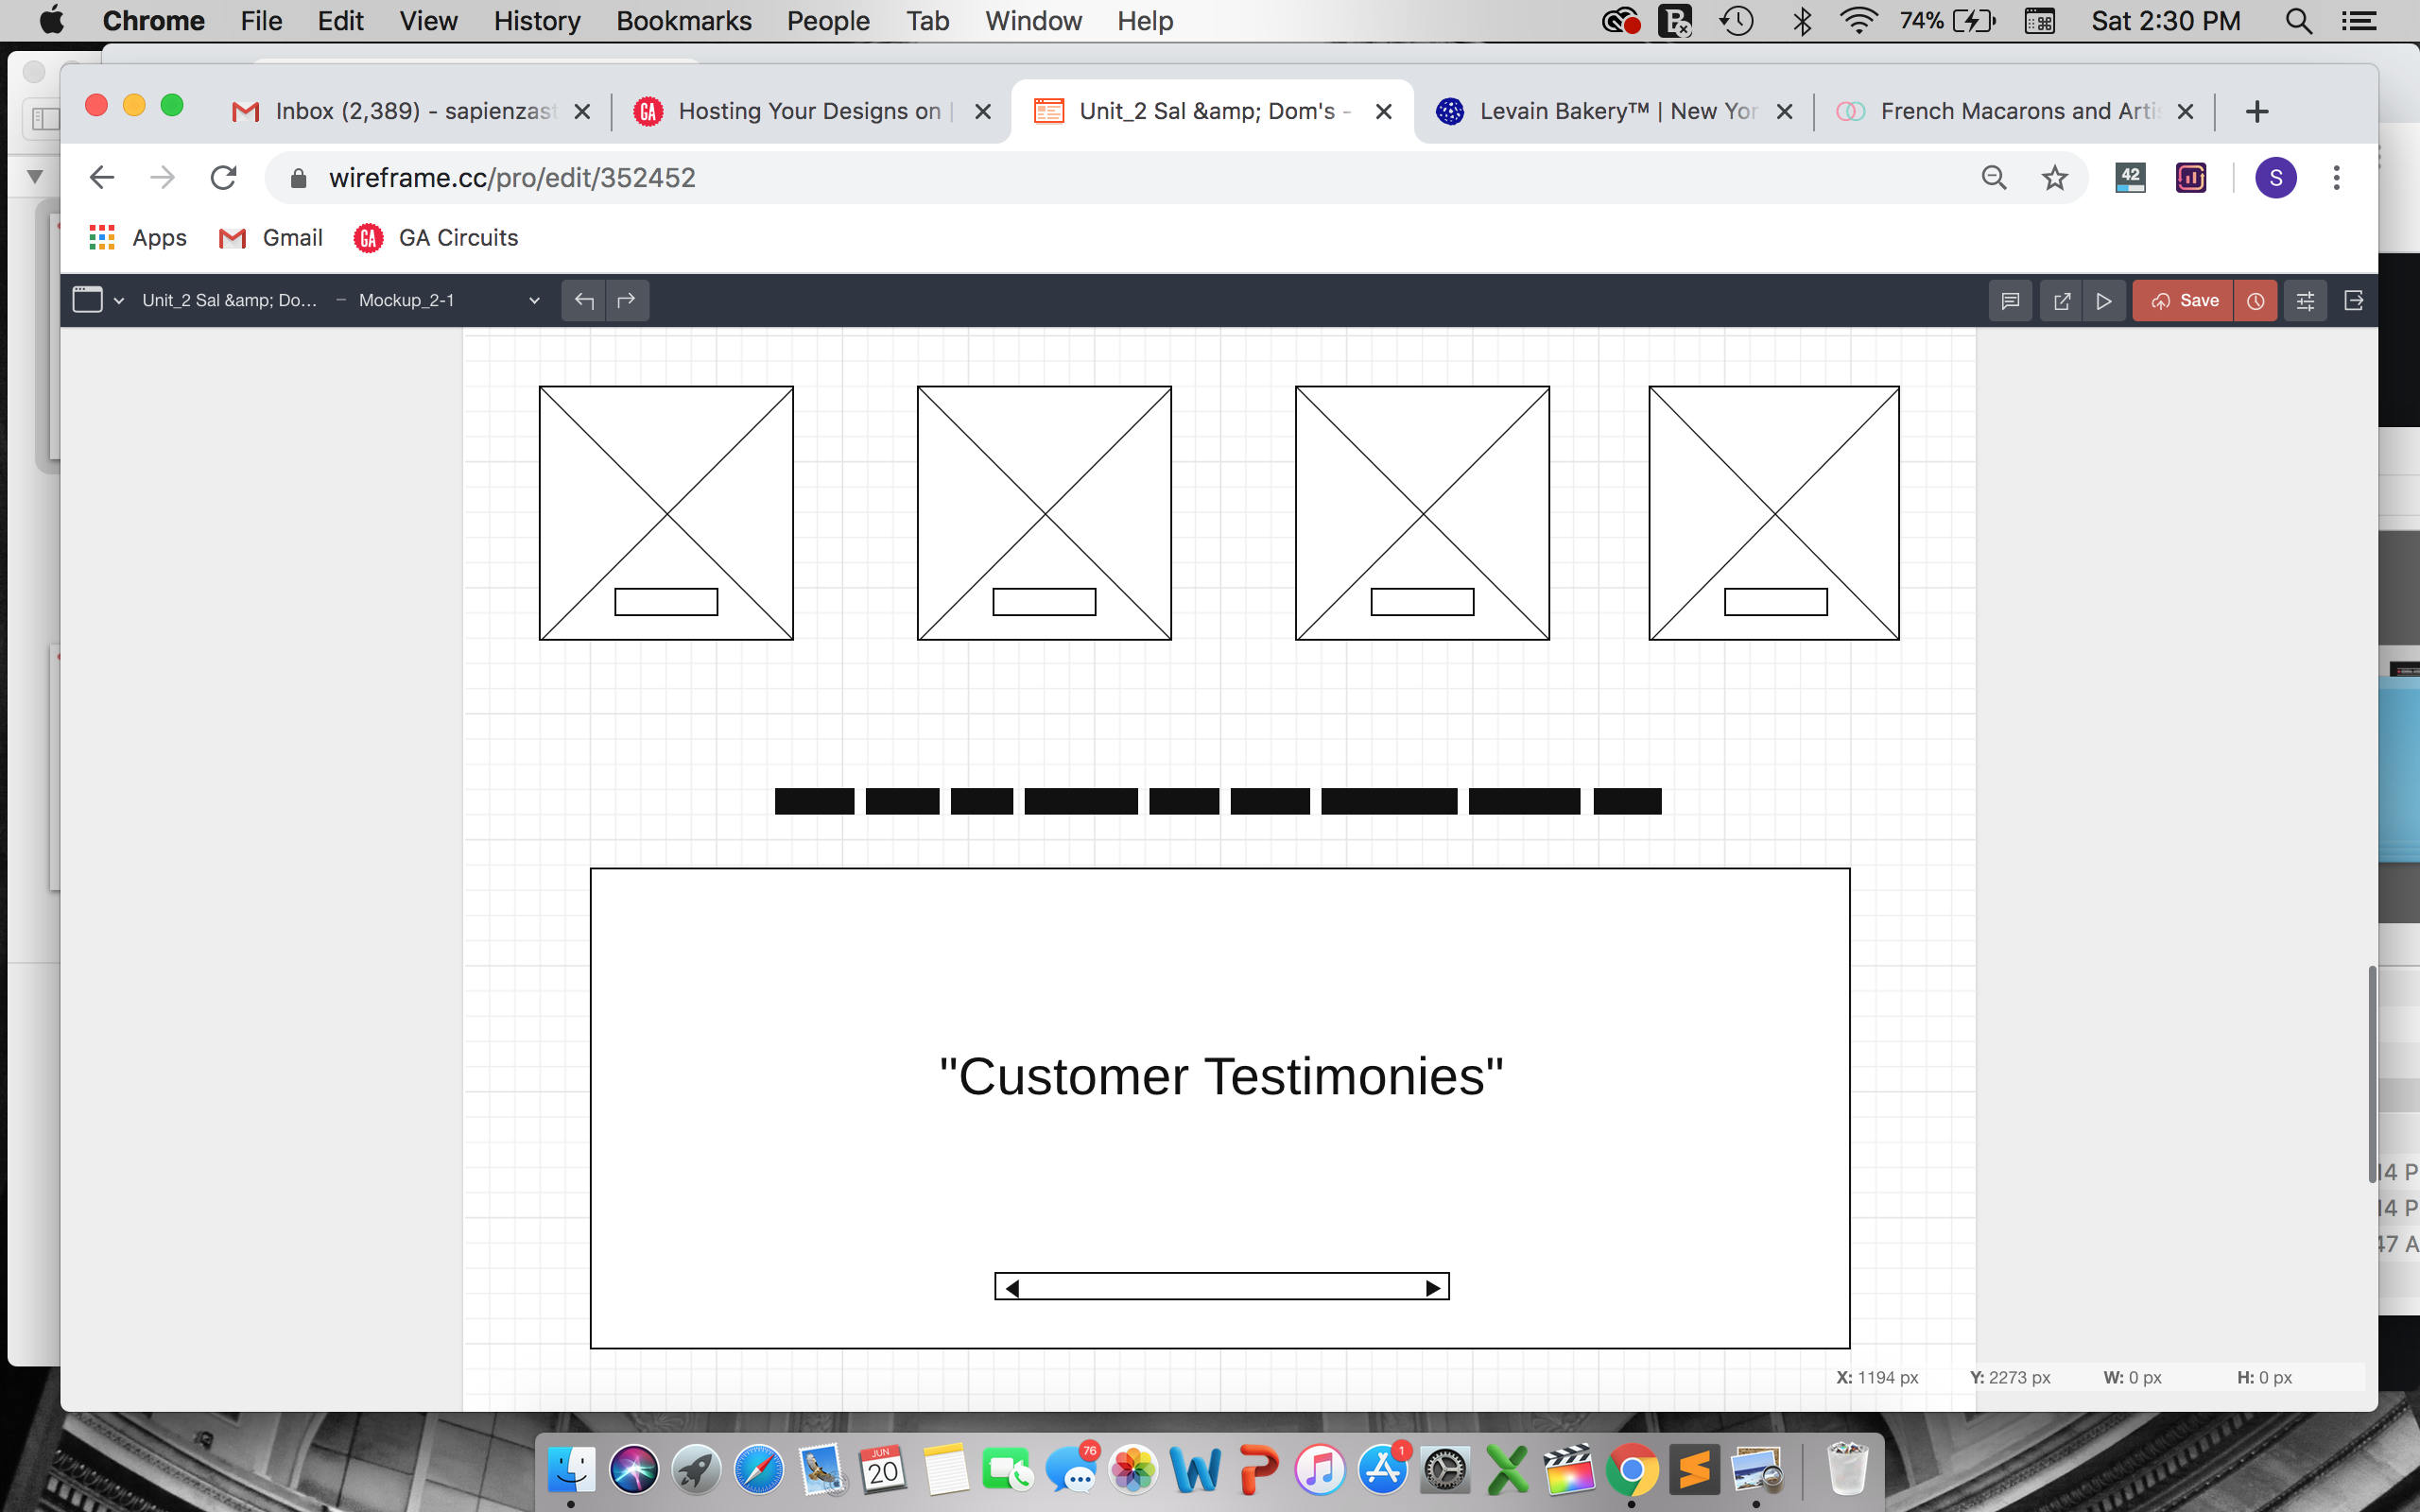 Chrome File Edit View History Bookmarks People Tab Window Help 74% Sat 2:30 PM
Inbox (2,389) - sapienzast
GA Hosting Your Designs on
Unit_2 Sal &amp; Dom's -
Levain Bakery™ | New Yor
French Macarons and Arti
wireframe.cc/pro/edit/352452 42 S
Apps Gmail GA GA Circuits
Unit_2 Sal &amp; Do... – Mockup_2-1 Save
"Customer Testimonies"
14 P
14 P
47 A
X: 1194 px Y: 2273 px W: 0 px H: 0 px
JUN 20 76 1